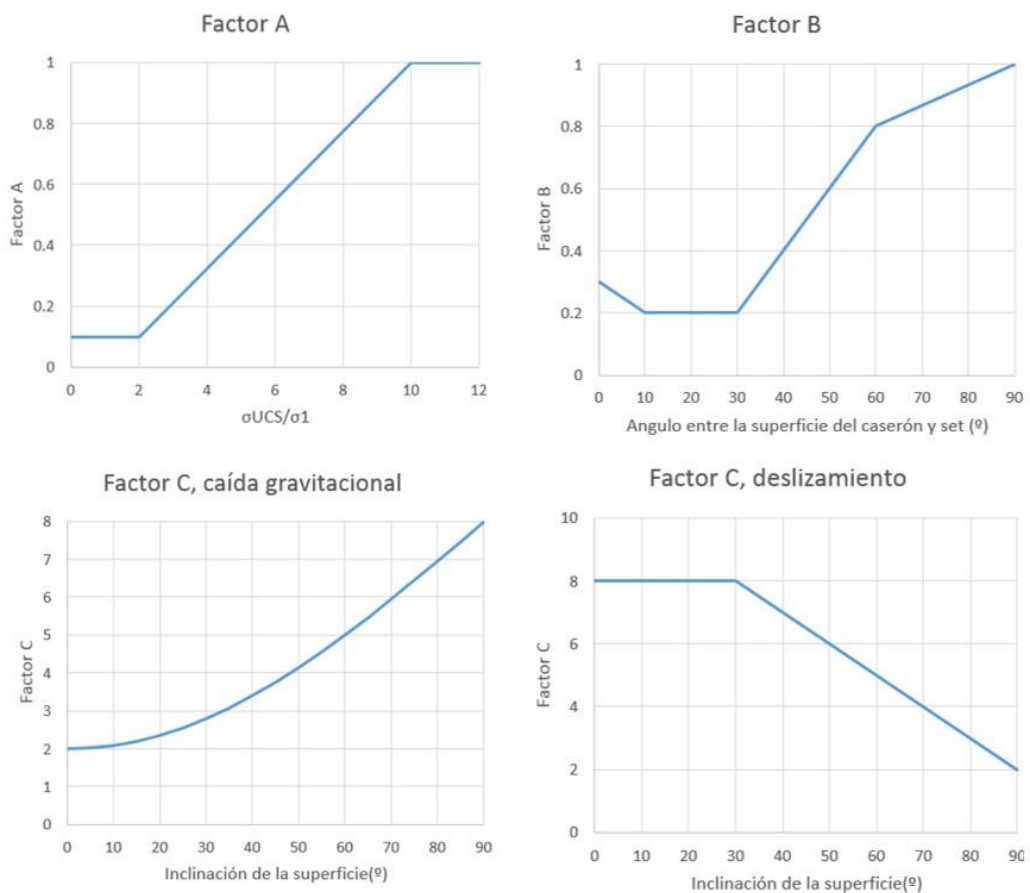 Factor A
1
0.8
0.6
0.4
0.2
0
Factor A
0 2 4 6 8 10 12
σUCS/σ1
Factor B
1
0.8
0.6
0.4
0.2
0
Factor B
0 10 20 30 40 50 60 70 80 90
Angulo entre la superficie del caserón y set (º)
Factor C, caída gravitacional
8
7
6
5
4
3
2
1
0
Factor C
0 10 20 30 40 50 60 70 80 90
Inclinación de la superficie(º)
Factor C, deslizamiento
10
8
6
4
2
0
Factor C
0 10 20 30 40 50 60 70 80 90
Inclinación de la superficie(º)